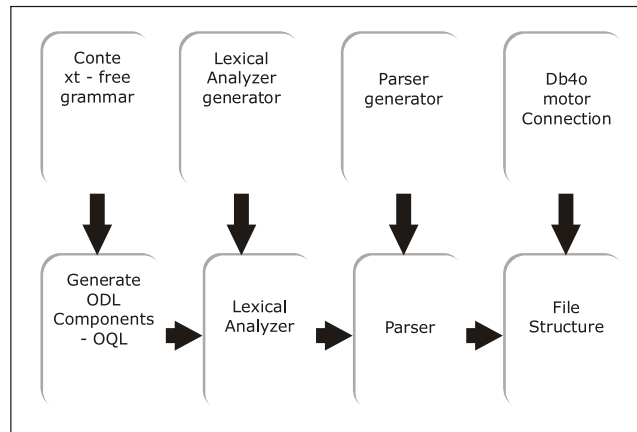 Conte
xt - free
grammar
Lexical
Analyzer
generator
Parser
generator
Db4o
motor
Connection
Generate
ODL
Components
- OQL
Lexical
Analyzer
Parser
File
Structure